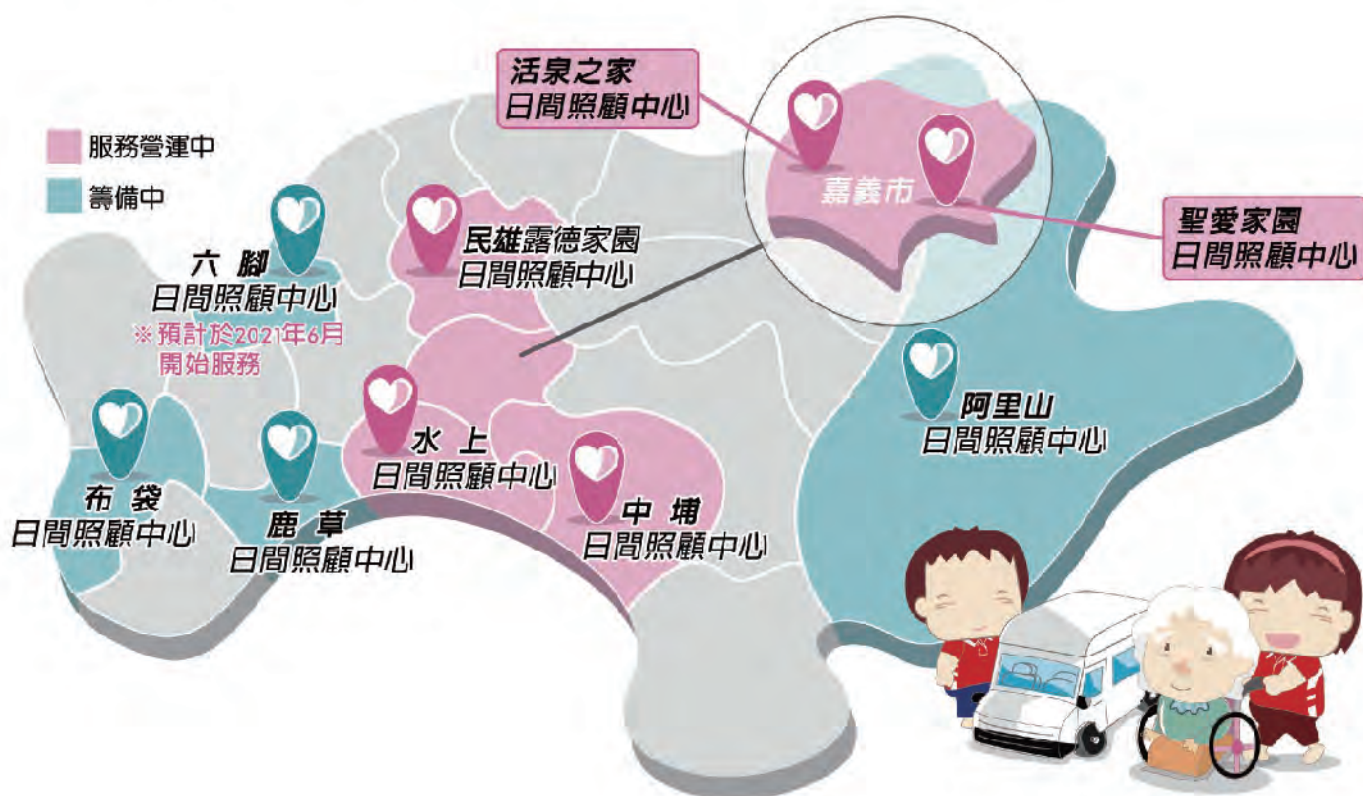 活泉之家
日間照顧中心
服務營運中
籌備中
嘉義市
聖愛家園
日間照顧中心
民雄露德家園
日間照顧中心
六腳
日間照顧中心
※預計於2021年6月
開始服務
阿里山
日間照顧中心
水上
日間照顧中心
布袋
日間照顧中心
鹿草
日間照顧中心
中埔
日間照顧中心